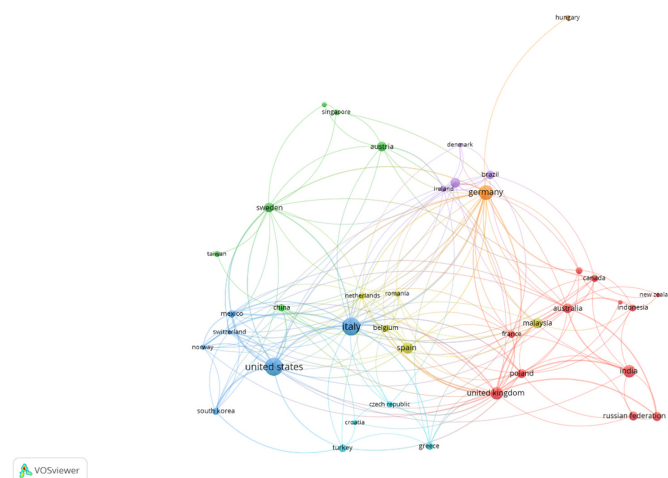 hungary
singapore
austria
denmark
brazil
ireland
germany
sweden
taiwan
canada
netherlands
romania
new zeala
china
mexico
australia
indonesia
italy
belgium
malaysia
switzerland
france
norway
spain
united states
poland
india
united kingdom
czech republic
south korea
russian federation
croatia
turkey
greece
VOSviewer